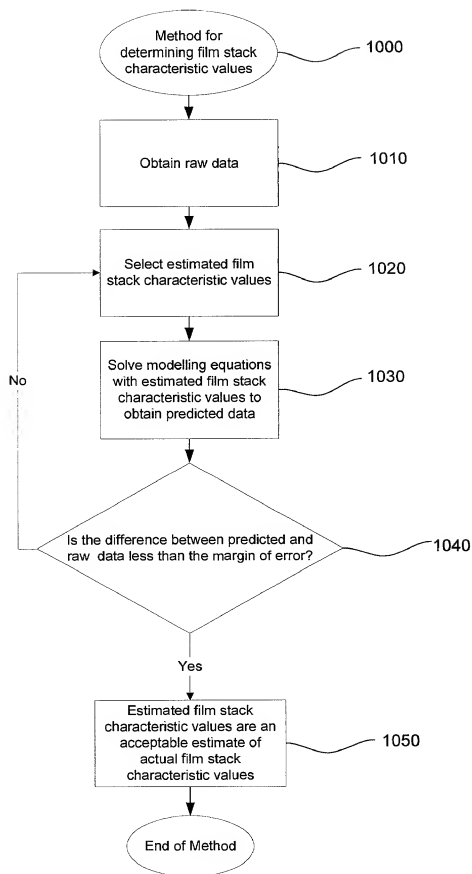 Method for
determining film stack
characteristic values
1000
Obtain raw data
1010
Select estimated film
stack characteristic values
1020
Solve modelling equations
with estimated film stack
characteristic values to
obtain predicted data
1030
No
Is the difference between predicted and
raw data less than the margin of error?
1040
Yes
Estimated film stack
characteristic values are an
acceptable estimate of
actual film stack
characteristic values
1050
End of Method